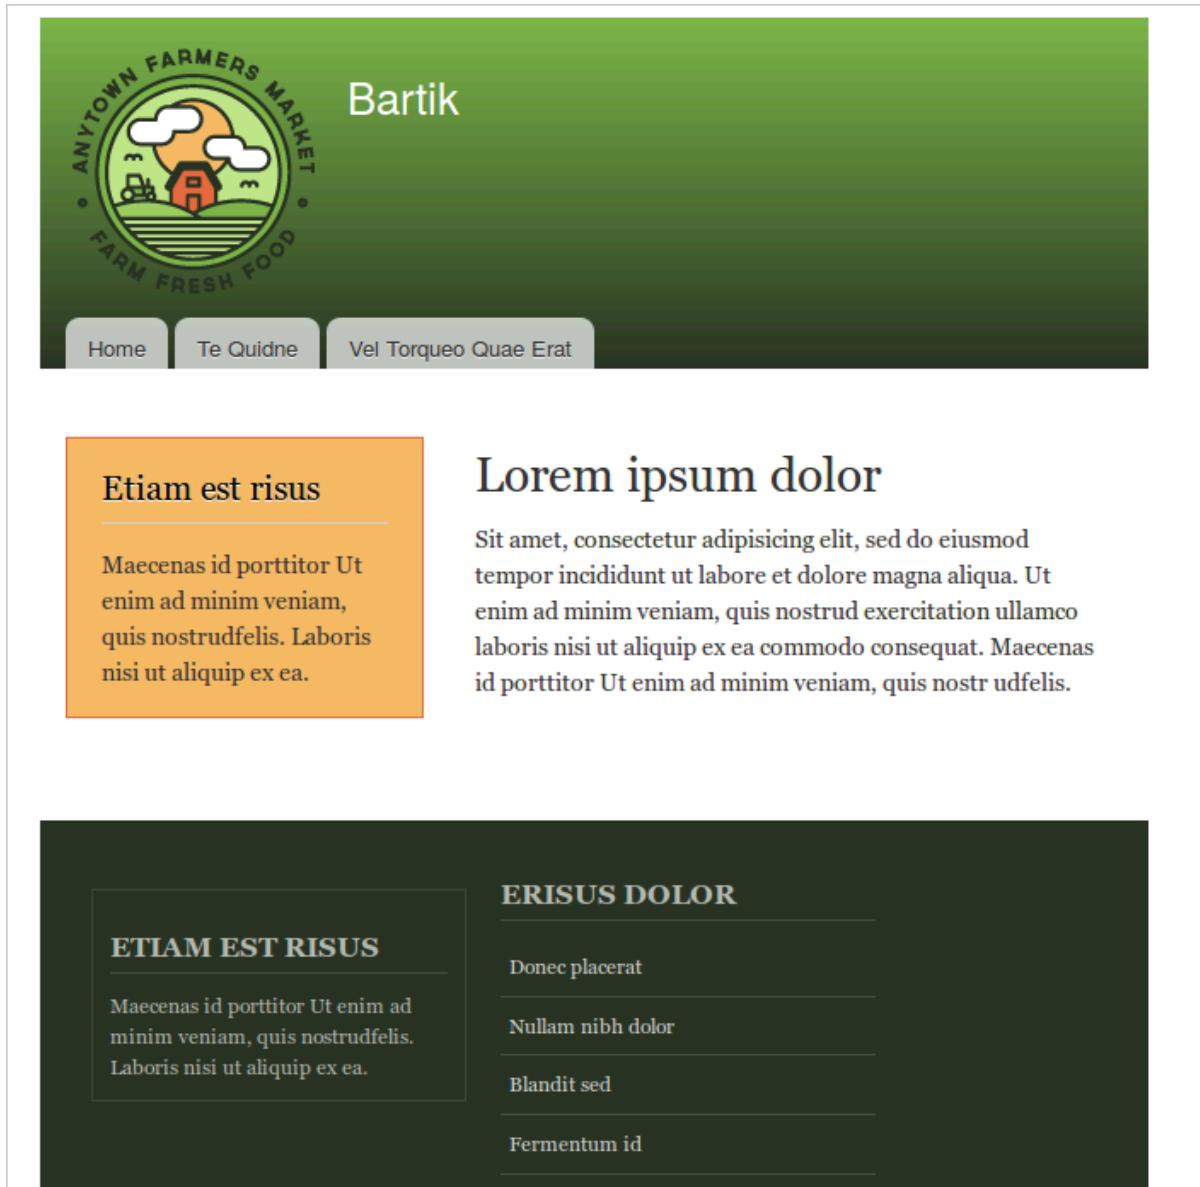 ANYTOWN FARMERS MARKET
FARM FRESH FOOD
Bartik
Home
Te Quidne
Vel Torqueo Quae Erat
Etiam est risus
Maecenas id porttitor Ut
enim ad minim veniam,
quis nostrudfelis. Laboris
nisi ut aliquip ex ea.
Lorem ipsum dolor
Sit amet, consectetur adipisicing elit, sed do eiusmod
tempor incididunt ut labore et dolore magna aliqua. Ut
enim ad minim veniam, quis nostrud exercitation ullamco
laboris nisi ut aliquip ex ea commodo consequat. Maecenas
id porttitor Ut enim ad minim veniam, quis nostr udfelis.
ETIAM EST RISUS
Maecenas id porttitor Ut enim ad
minim veniam, quis nostrudfelis.
Laboris nisi ut aliquip ex ea.
ERISUS DOLOR
Donec placerat
Nullam nibh dolor
Blandit sed
Fermentum id